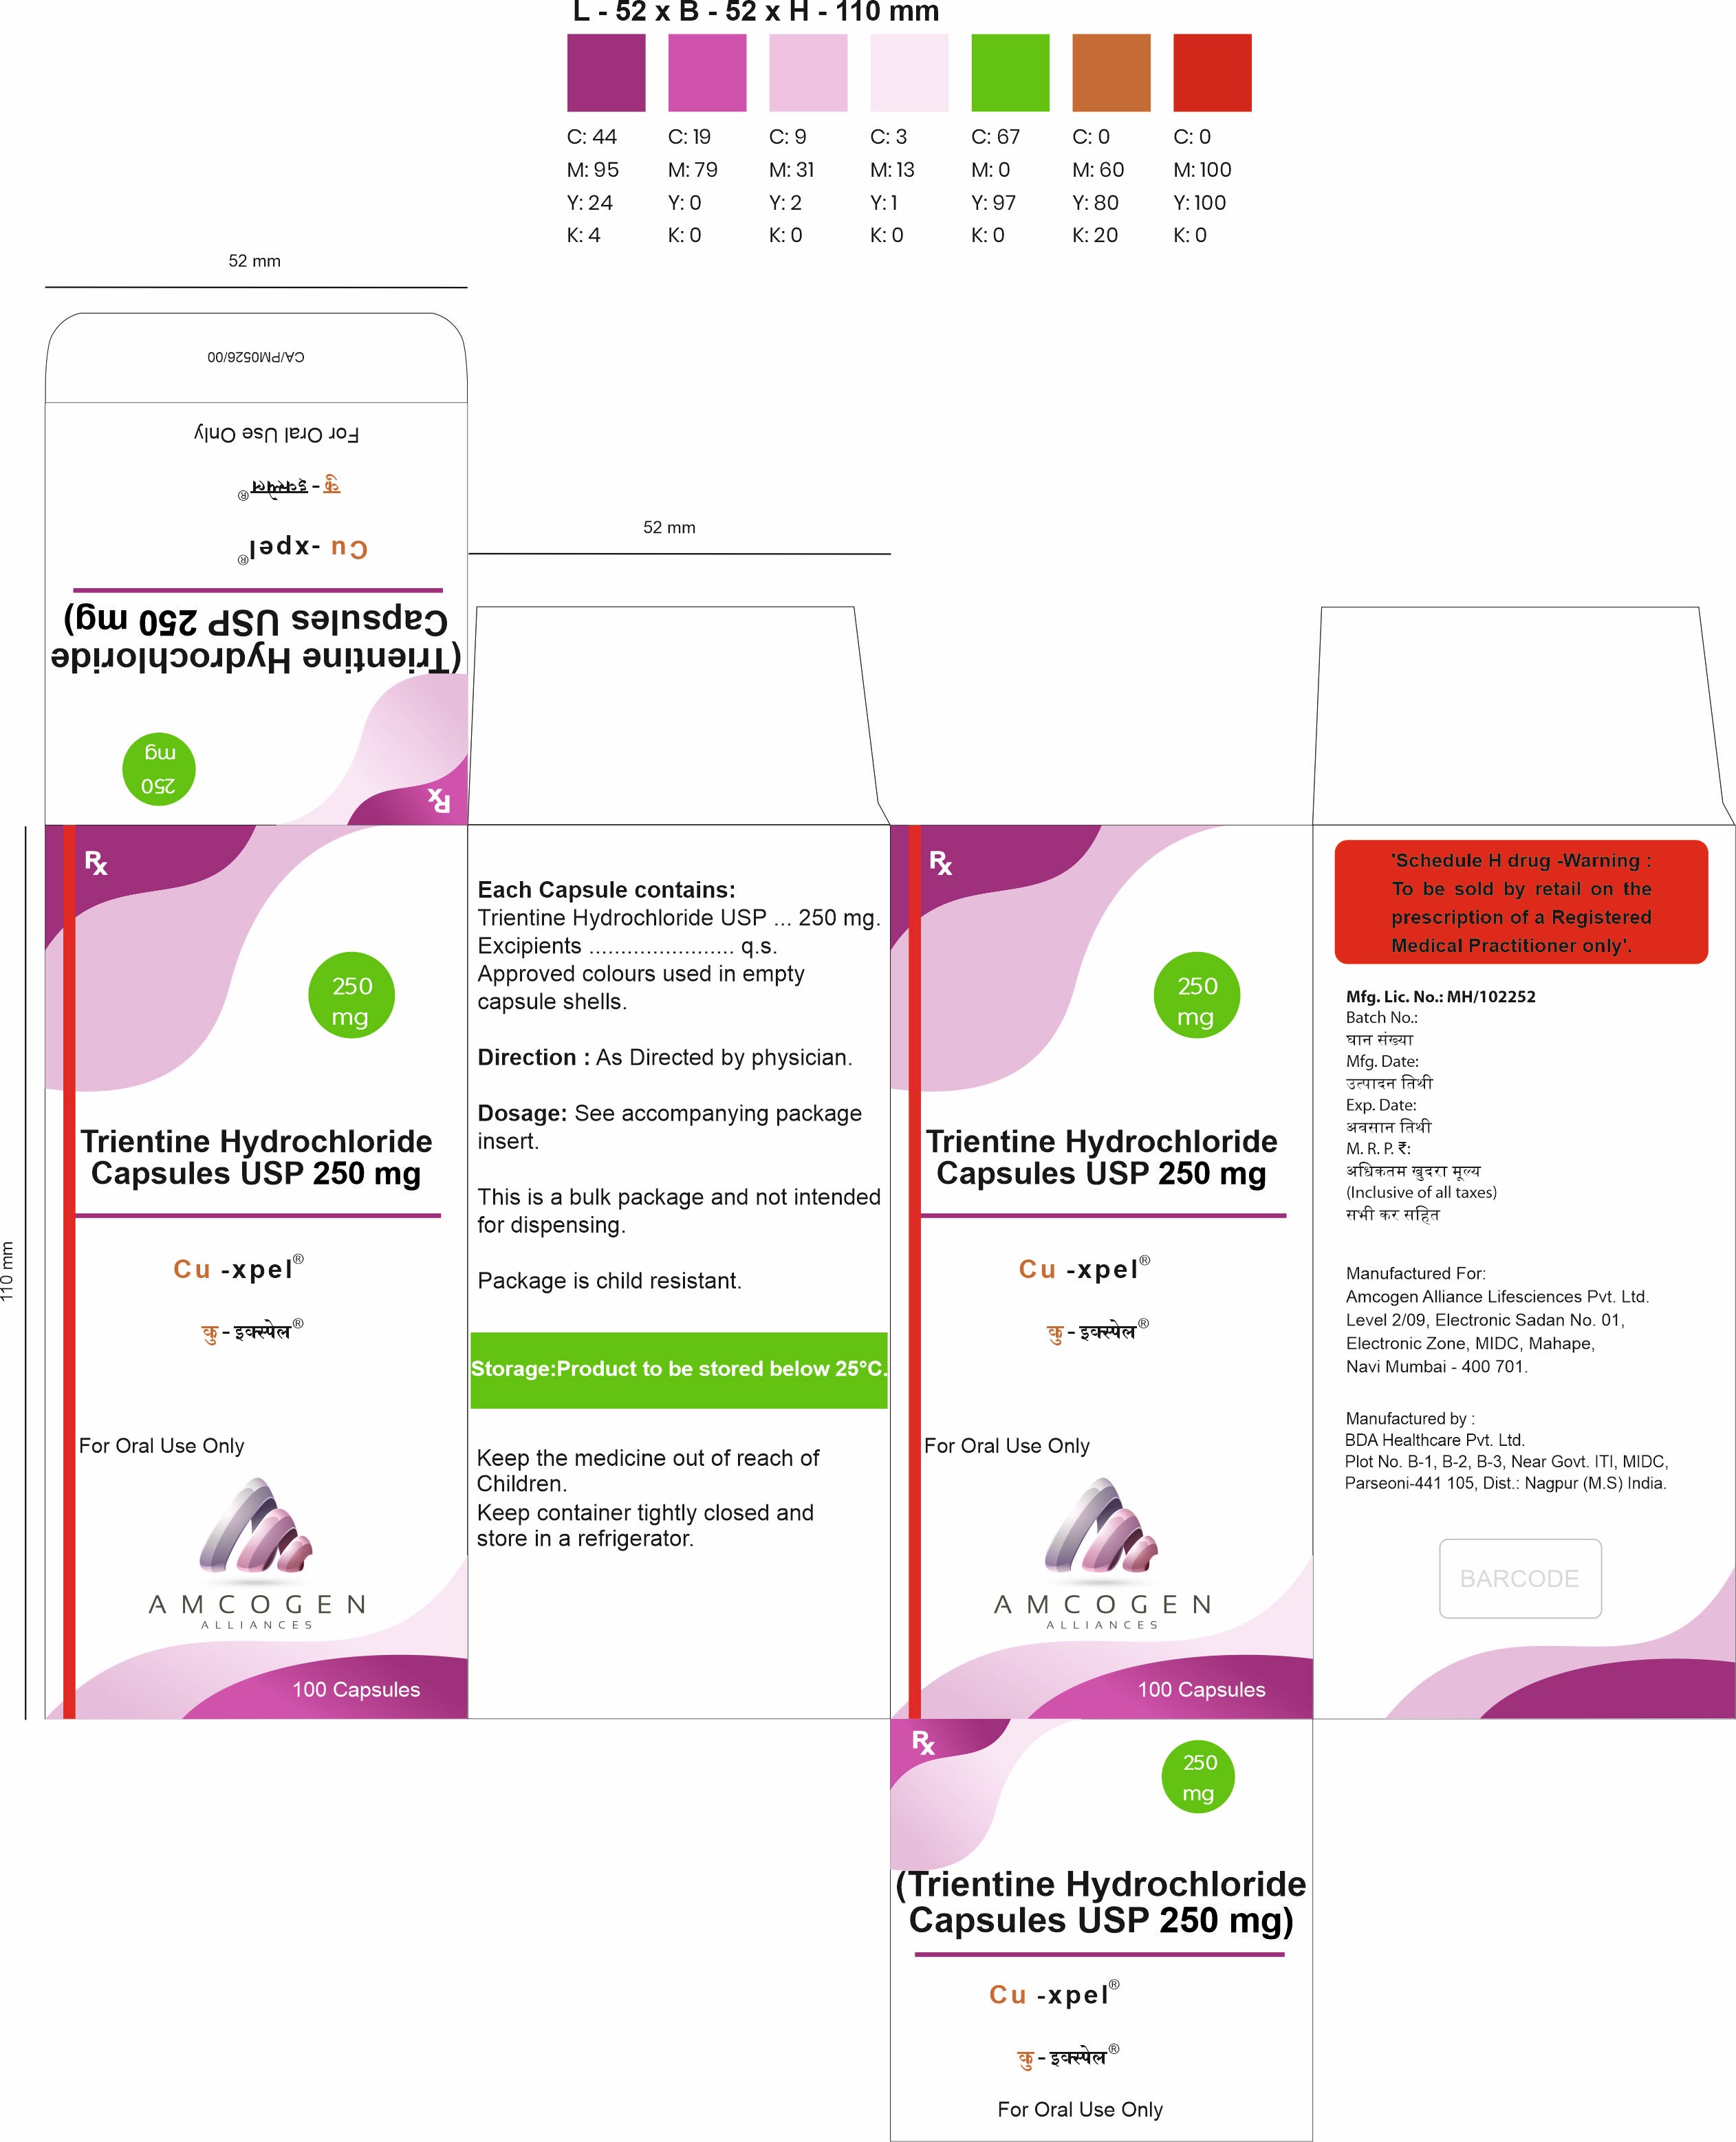 L - 52 x B - 52 x H - 110 mm
C: 44
M: 95
Y: 24
K: 4
C: 19
M: 79
Y: 0
K: 0
C: 9
M: 31
Y: 2
K: 0
C: 3
M: 13
Y: 1
K: 0
C: 67
M: 0
Y: 97
K: 0
C: 0
M: 60
Y: 80
K: 20
C: 0
M: 100
Y: 100
K: 0
52 mm
CA/PM0526/00
For Oral Use Only
कु - इक्स्पेल®
Cu -xpel®
(Trientine Hydrochloride
Capsules USP 250 mg)
250
mg
Rx
52 mm
110 mm
Rx
250
mg
Trientine Hydrochloride
Capsules USP 250 mg
Cu -xpel®
कु - इक्स्पेल®
For Oral Use Only
AMCOGEN
ALLIANCES
100 Capsules
Each Capsule contains:
Trientine Hydrochloride USP ... 250 mg.
Excipients ....................... q.s.
Approved colours used in empty
capsule shells.
Direction : As Directed by physician.
Dosage: See accompanying package
insert.
This is a bulk package and not intended
for dispensing.
Package is child resistant.
Storage:Product to be stored below 25°C.
Keep the medicine out of reach of
Children.
Keep container tightly closed and
store in a refrigerator.
Rx
250
mg
Trientine Hydrochloride
Capsules USP 250 mg
Cu -xpel®
कु - इक्स्पेल®
For Oral Use Only
AMCOGEN
ALLIANCES
100 Capsules
'Schedule H drug -Warning :
To be sold by retail on the
prescription of a Registered
Medical Practitioner only'.
Mfg. Lic. No.: MH/102252
Batch No.:
घान संख्या
Mfg. Date:
उत्पादन तिथी
Exp. Date:
अवसान तिथी
M. R. P. ₹:
अधिकतम खुदरा मूल्य
(Inclusive of all taxes)
सभी कर सहित
Manufactured For:
Amcogen Alliance Lifesciences Pvt. Ltd.
Level 2/09, Electronic Sadan No. 01,
Electronic Zone, MIDC, Mahape,
Navi Mumbai - 400 701.
Manufactured by :
BDA Healthcare Pvt. Ltd.
Plot No. B-1, B-2, B-3, Near Govt. ITI, MIDC,
Parseoni-441 105, Dist.: Nagpur (M.S) India.
BARCODE
Rx
250
mg
(Trientine Hydrochloride
Capsules USP 250 mg)
Cu -xpel®
कु - इक्स्पेल®
For Oral Use Only